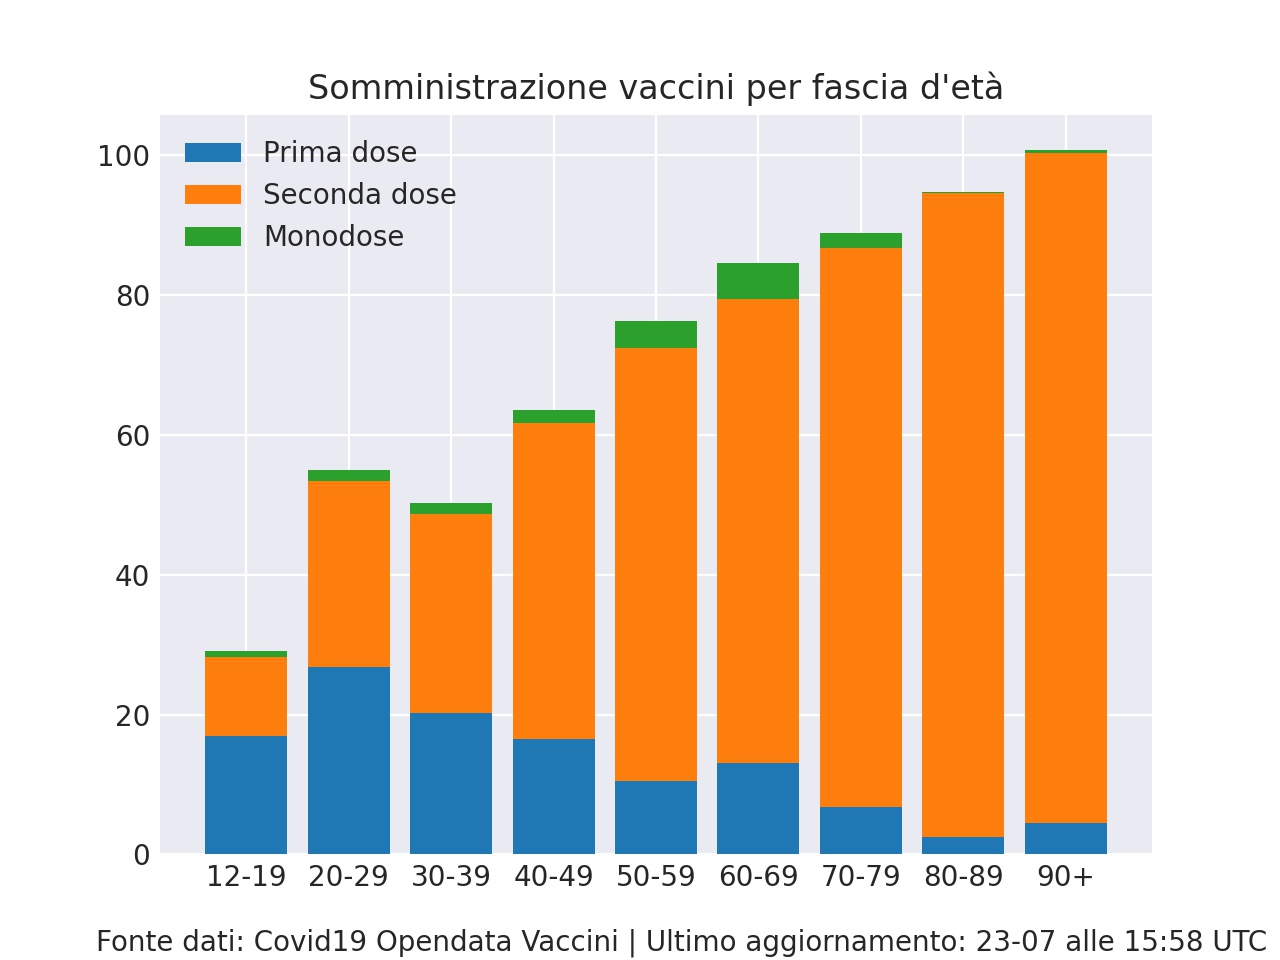 Somministrazione vaccini per fascia d'età
Prima dose
Seconda dose
Monodose
100
80
60
40
20
0
12-19 20-29 30-39 40-49 50-59 60-69 70-79 80-89 90+
Fonte dati: Covid19 Opendata Vaccini | Ultimo aggiornamento: 23-07 alle 15:58 UTC